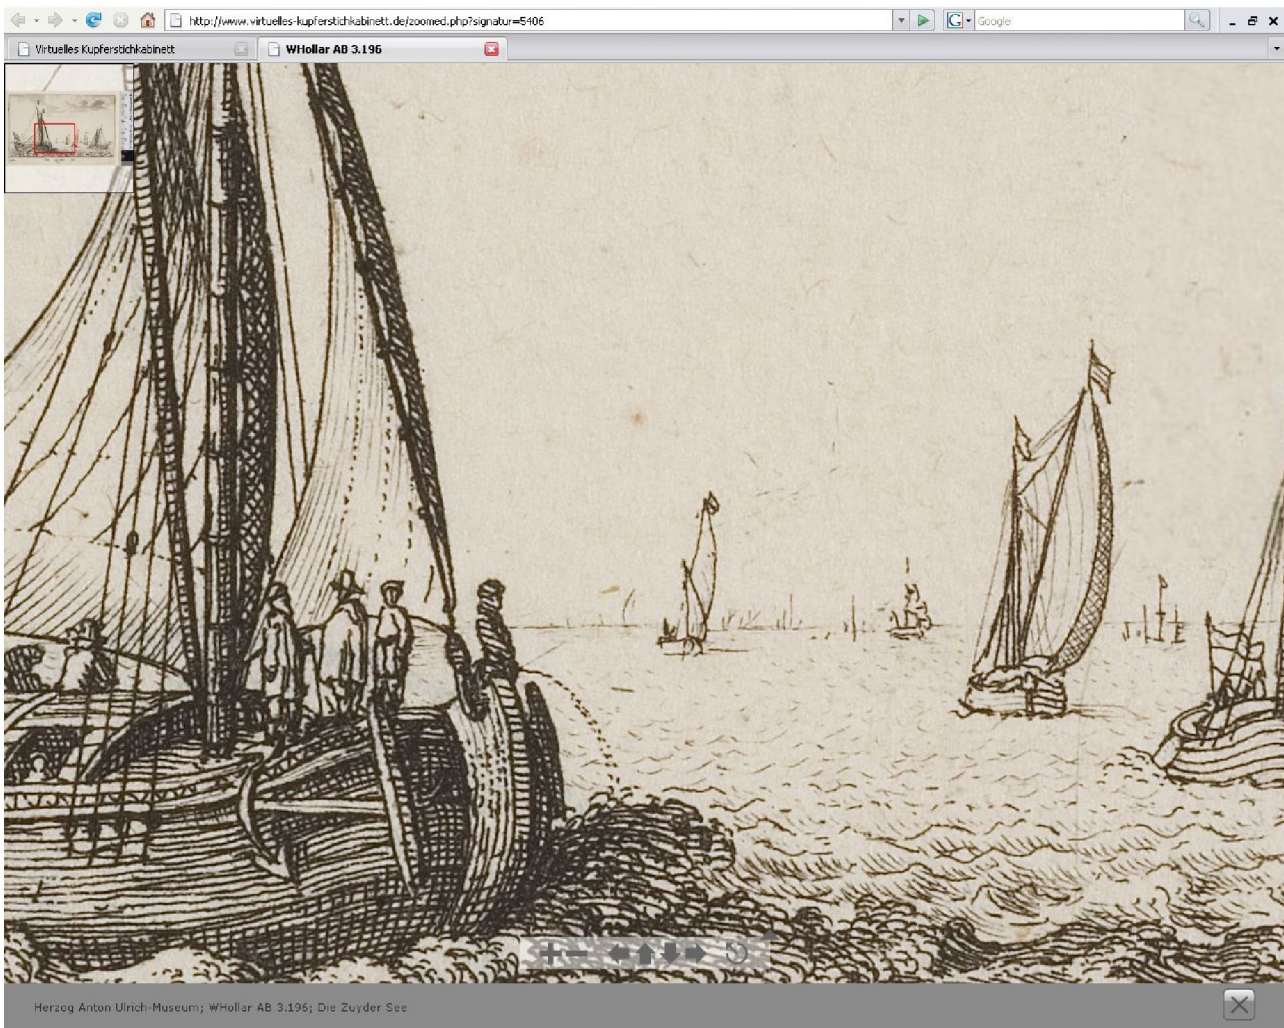 http://www.virtuelles-kupferstichkabinett.de/zoomed.php?signatur=5406
G
Google
Virtuelles Kupferstichkabinett
WHollar AB 3.196
Herzog Anton Ulrich-Museum; WHollar AB 3.196; Die Zuyder See